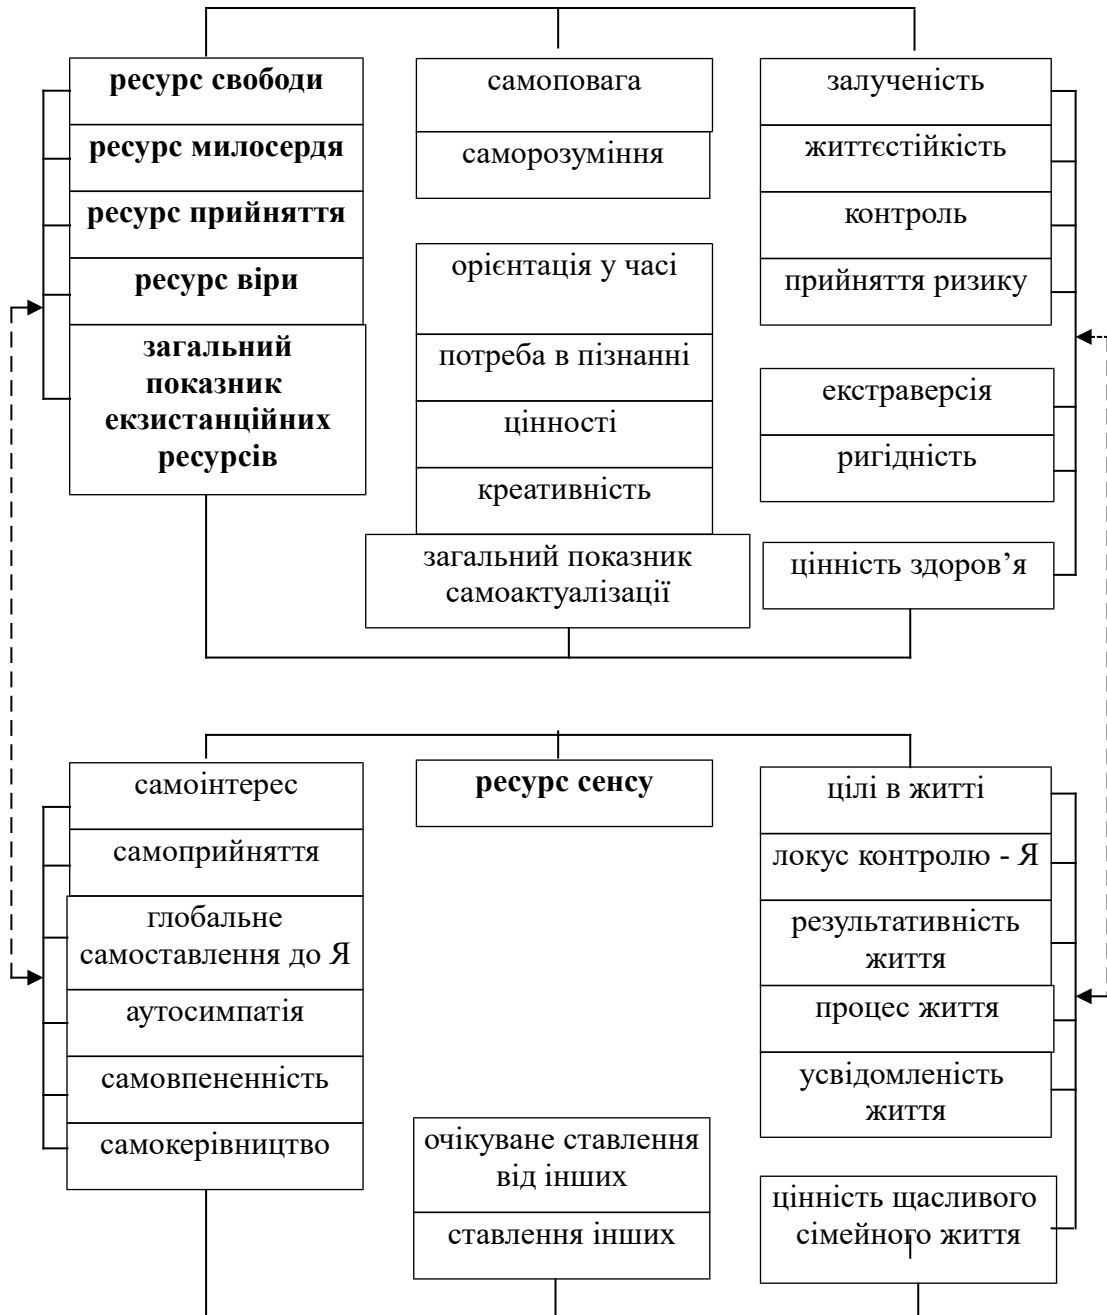 ресурс свободи
ресурс милосердя
ресурс прийняття
ресурс віри
загальний
показник
екзистанційних
ресурсів
самоповага
саморозуміння
орієнтація у часі
потреба в пізнанні
цінності
креативність
загальний показник
самоактуалізації
залученість
життєстійкість
контроль
прийняття ризику
екстраверсія
ригідність
цінність здоров’я
самоінтерес
самоприйняття
глобальне
самоставлення до Я
аутосимпатія
самовпененність
самокерівництво
ресурс сенсу
очікуване ставлення
від інших
ставлення інших
цілі в житті
локус контролю - Я
результативність
життя
процес життя
усвідомленість
життя
цінність щасливого
сімейного життя